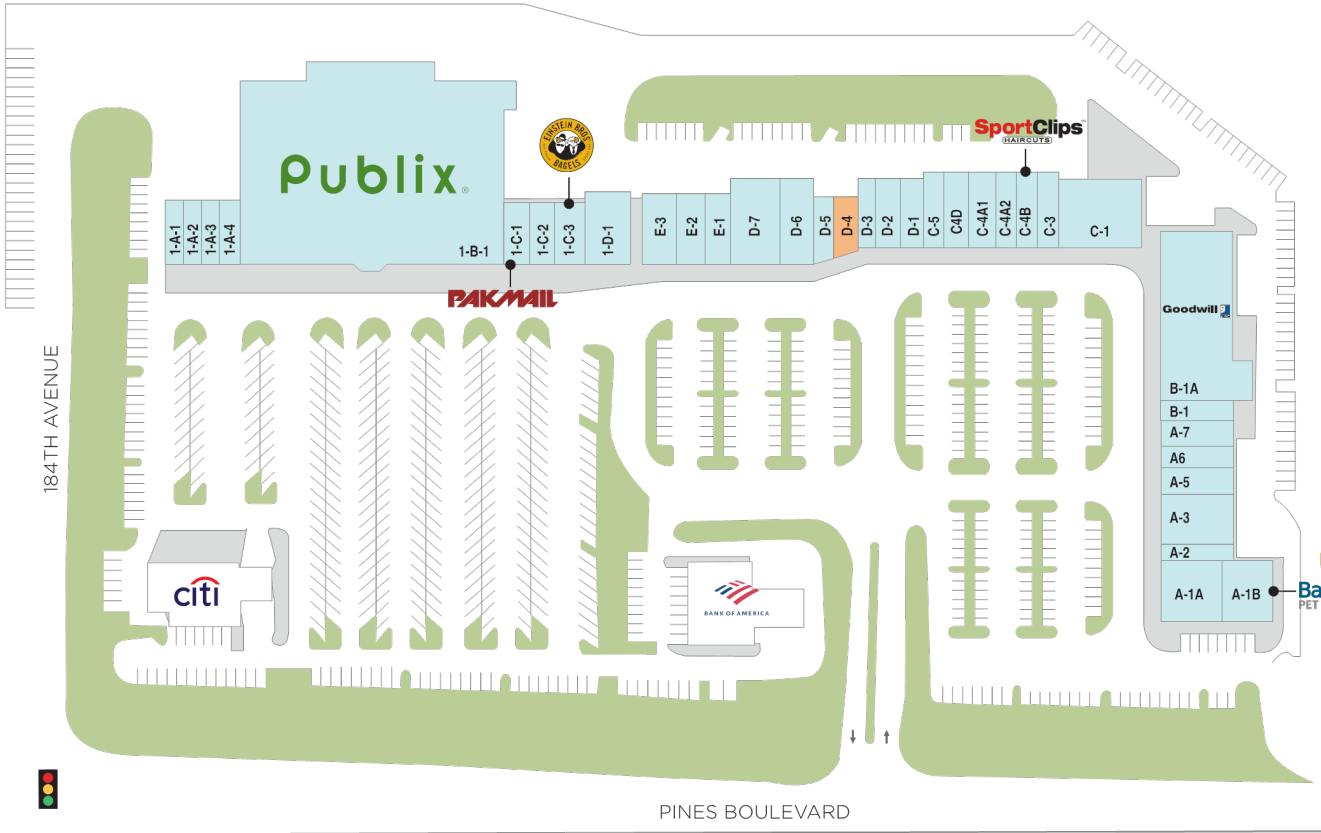 EINSTEIN BROS
BAGELS
SportClips
HAIRCUTS
Publix
1-A-1
1-A-2
1-A-3
1-A-4
1-B-1
1-C-1
1-C-2
1-C-3
1-D-1
E-3
E-2
E-1
D-7
D-6
D-5
D-4
D-3
D-2
D-1
C-5
C4D
C-4A1
C-4A2
C-4B
C-3
C-1
PAKMAIL
Goodwill
B-1A
B-1
A-7
A6
A-5
A-3
A-2
A-1A
A-1B
Ba
PET
184TH AVENUE
citi
BANK OF AMERICA
PINES BOULEVARD